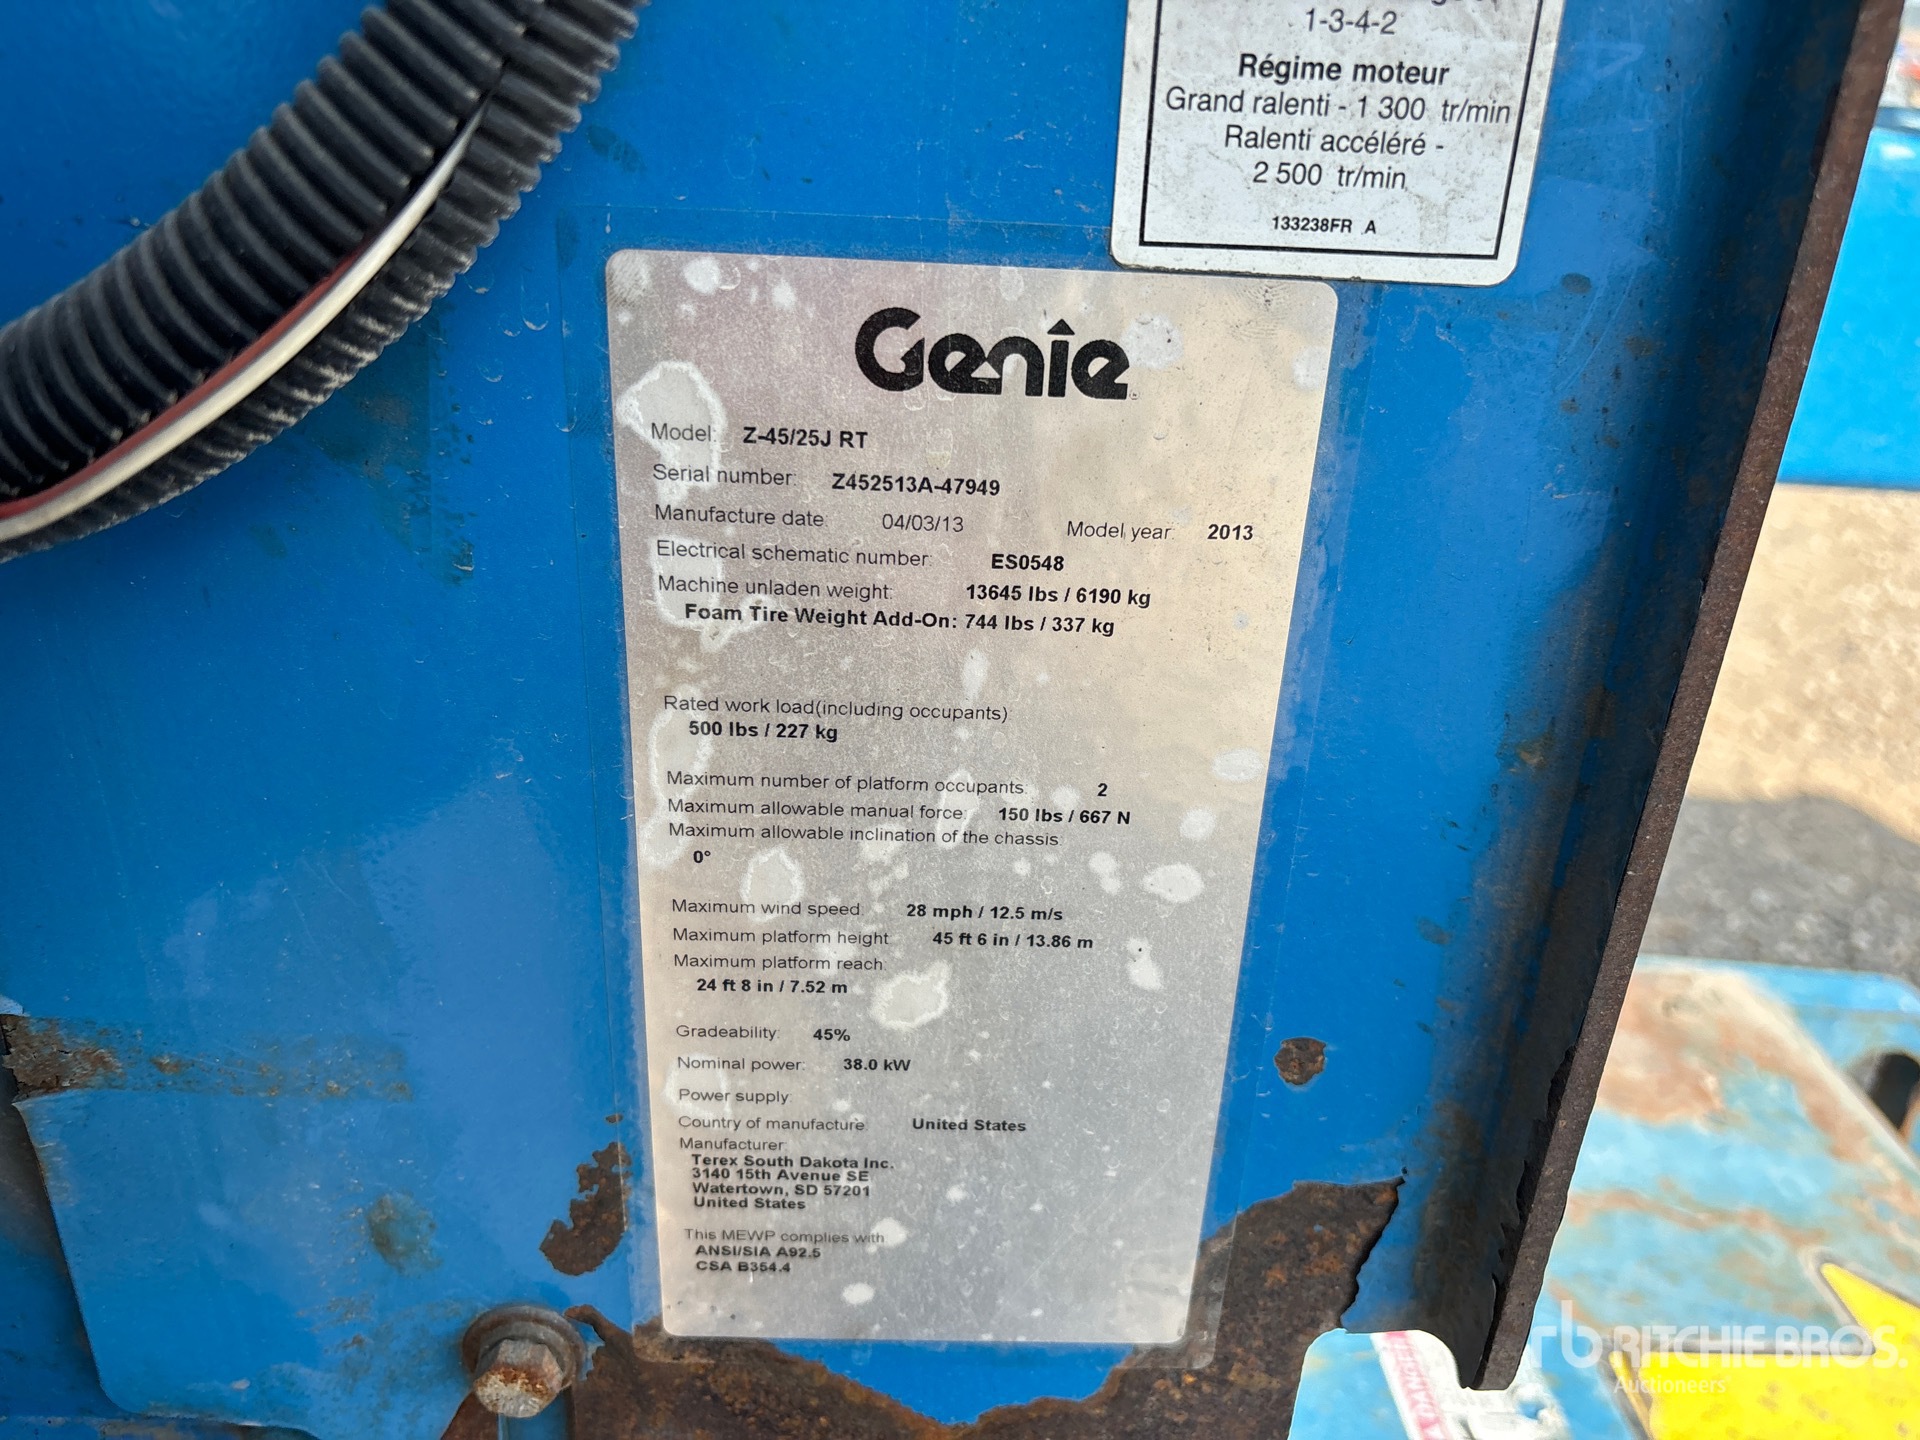 1-3-4-2
Régime moteur
Grand ralenti - 1 300 tr/min
Ralenti accéléré -
2 500 tr/min
133238FR A
Genie
Model: Z-45/25J RT
Serial number: Z452513A-47949
Manufacture date: 04/03/13 Model year: 2013
Electrical schematic number: ES0548
Machine unladen weight: 13645 lbs / 6190 kg
Foam Tire Weight Add-On: 744 lbs / 337 kg
Rated work load(including occupants)
500 lbs / 227 kg
Maximum number of platform occupants: 2
Maximum allowable manual force: 150 lbs / 667 N
Maximum allowable inclination of the chassis:
0°
Maximum wind speed: 28 mph / 12.5 m/s
Maximum platform height 45 ft 6 in / 13.86 m
Maximum platform reach:
24 ft 8 in / 7.52 m
Gradeability: 45%
Nominal power: 38.0 kW
Power supply:
Country of manufacture: United States
Manufacturer:
Terex South Dakota Inc.
3140 15th Avenue SE
Watertown, SD 57201
United States
This MEWP complies with
ANSI/SIA A92.5
CSA B354.4
rb RITCHIE BROS.
Auctioneers